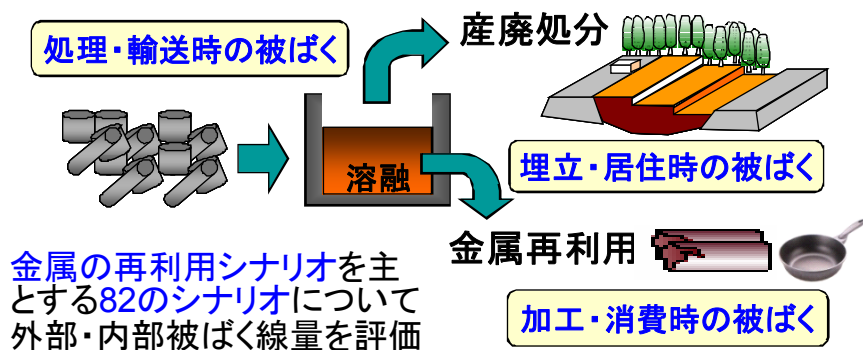 処理・輸送時の被ばく
産廃処分
溶融
埋立・居住時の被ばく
金属再利用
金属の再利用シナリオを主
とする82のシナリオについて
外部・内部被ばく線量を評価
加工・消費時の被ばく